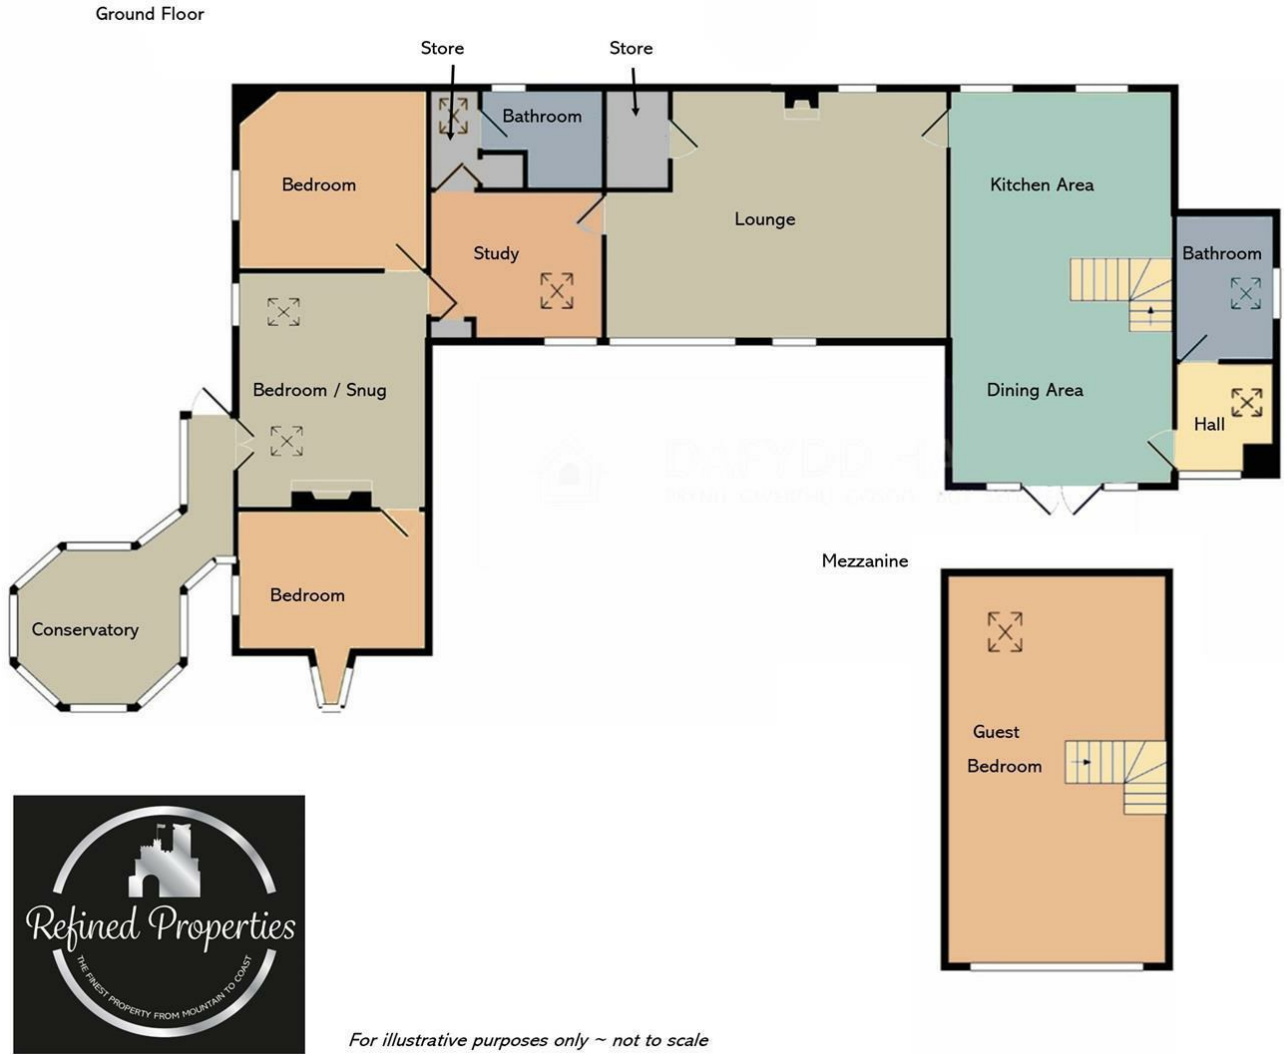 Ground Floor
Store
Store
Bathroom
Bedroom
Kitchen Area
Lounge
Study
Bathroom
Bedroom / Snug
Dining Area
Hall
Conservatory
Bedroom
Mezzanine
Guest
Bedroom
Refined Properties
THE FINEST PROPERTY FROM MOUNTAIN TO COAST
For illustrative purposes only ~ not to scale
DAFYDD